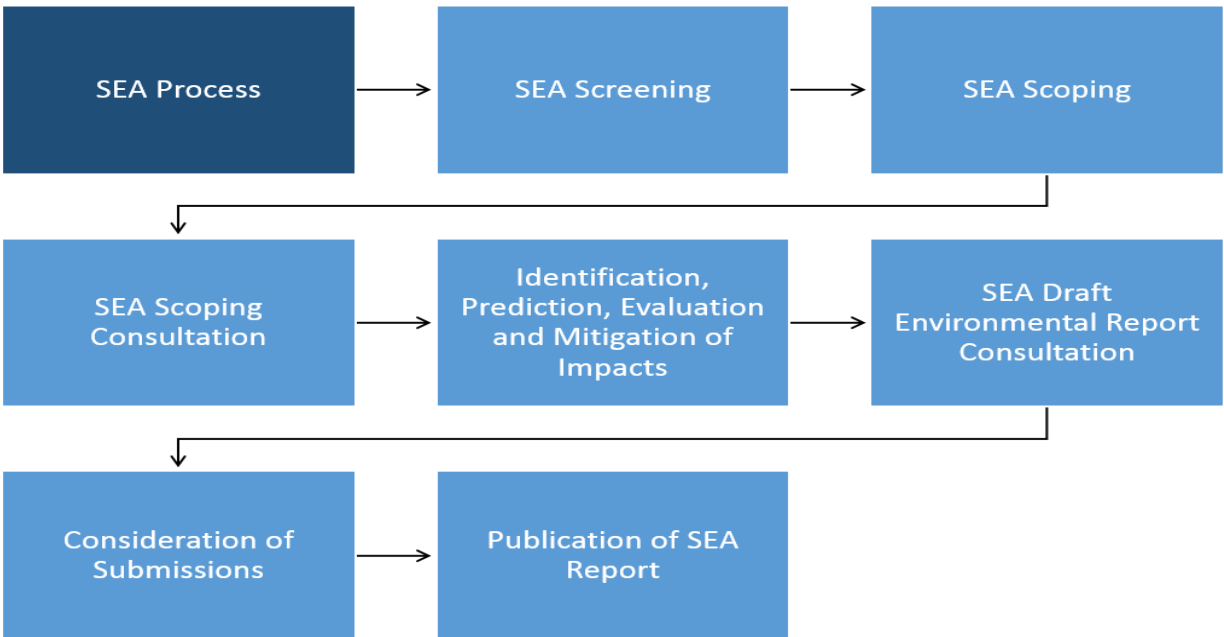 SEA Process
SEA Screening
SEA Scoping
SEA Scoping
Consultation
Identification,
Prediction, Evaluation
and Mitigation of
Impacts
SEA Draft
Environmental Report
Consultation
Consideration of
Submissions
Publication of SEA
Report